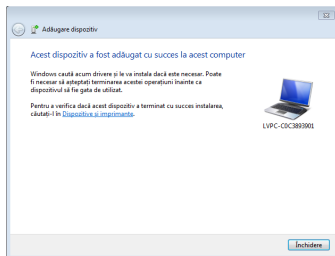 Adăugare dispozitiv
Acest dispozitiv a fost adăugat cu succes la acest computer
Windows caută acum drivere și le va instala dacă este necesar. Poate
fi necesar să așteptați terminarea acestei operațiuni înainte ca
dispozitivul să fie gata de utilizat.
Pentru a verifica dacă acest dispozitiv a terminat cu succes instalarea,
căutați-l în Dispozitive și imprimante.
LVPC-C0C3893901
Închidere